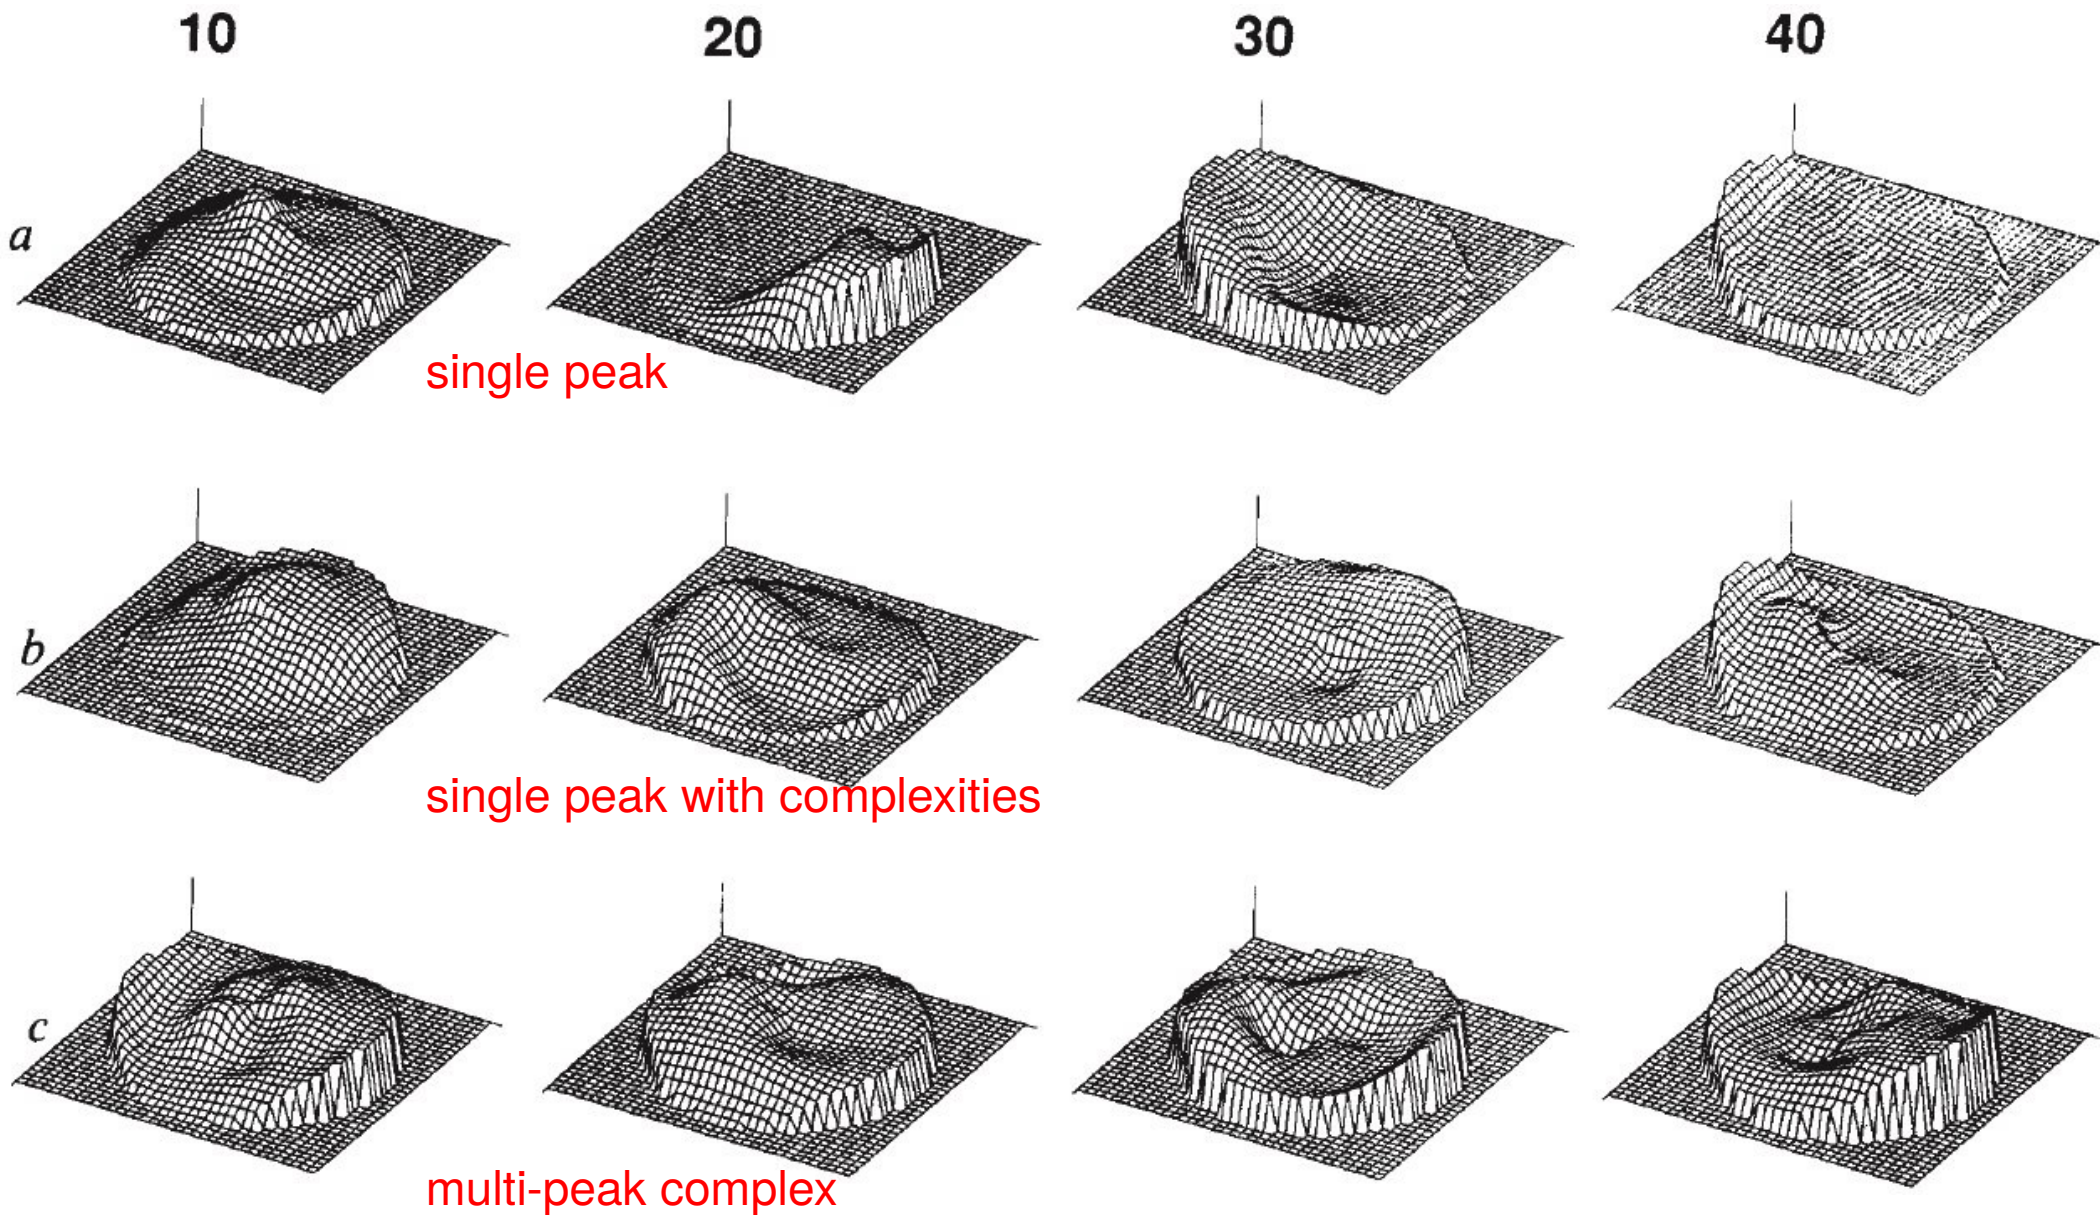 10 20 30 40
a
single peak
b
single peak with complexities
c
multi-peak complex